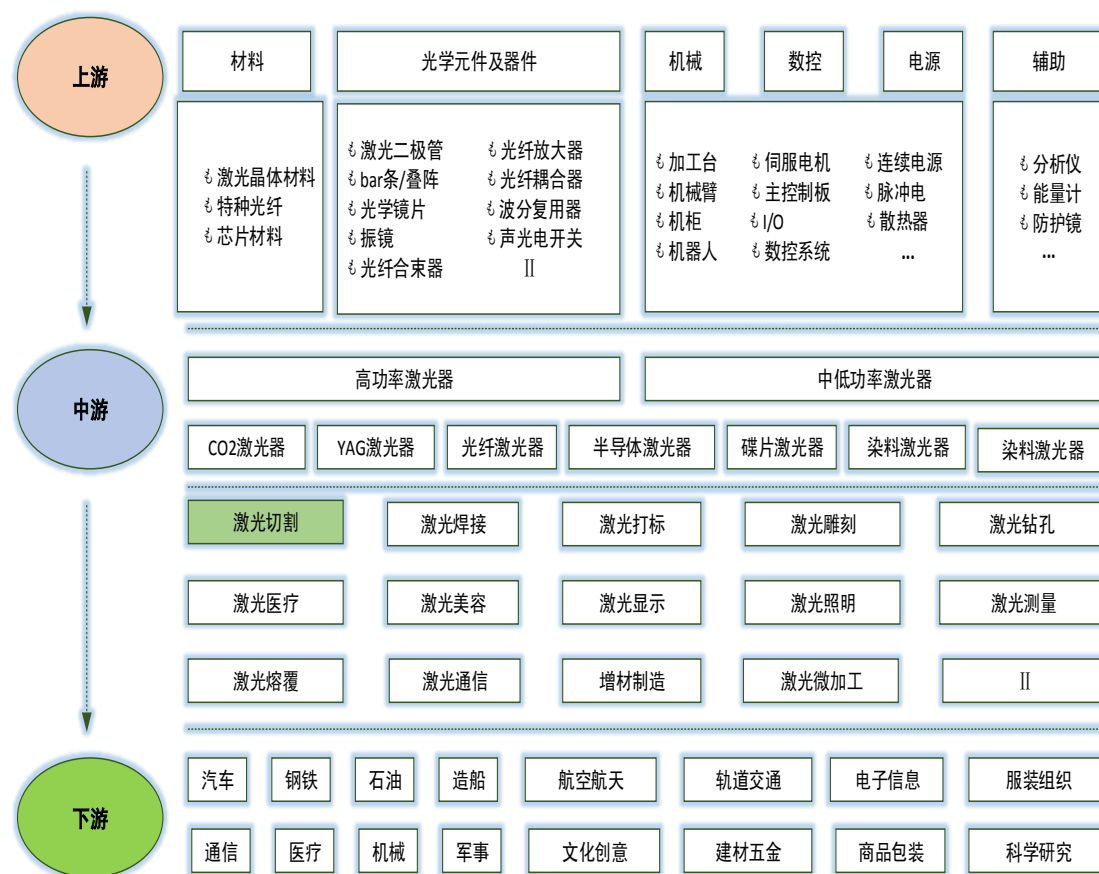 上游
材料
光学元件及器件
机械
数控
电源
辅助
激光晶体材料
特种光纤
芯片材料
激光二极管
bar条/叠阵
光学镜片
振镜
光纤合束器
光纤放大器
光纤耦合器
波分复用器
声光电开关
II
加工台
机械臂
机柜
机器人
伺服电机
主控制板
I/O
数控系统
连续电源
脉冲电
散热器
...
分析仪
能量计
防护镜
...
中游
高功率激光器
中低功率激光器
CO2激光器
YAG激光器
光纤激光器
半导体激光器
碟片激光器
染料激光器
染料激光器
激光切割
激光焊接
激光打标
激光雕刻
激光钻孔
激光医疗
激光美容
激光显示
激光照明
激光测量
激光熔覆
激光通信
增材制造
激光微加工
II
下游
汽车
钢铁
石油
造船
航空航天
轨道交通
电子信息
服装组织
通信
医疗
机械
军事
文化创意
建材五金
商品包装
科学研究